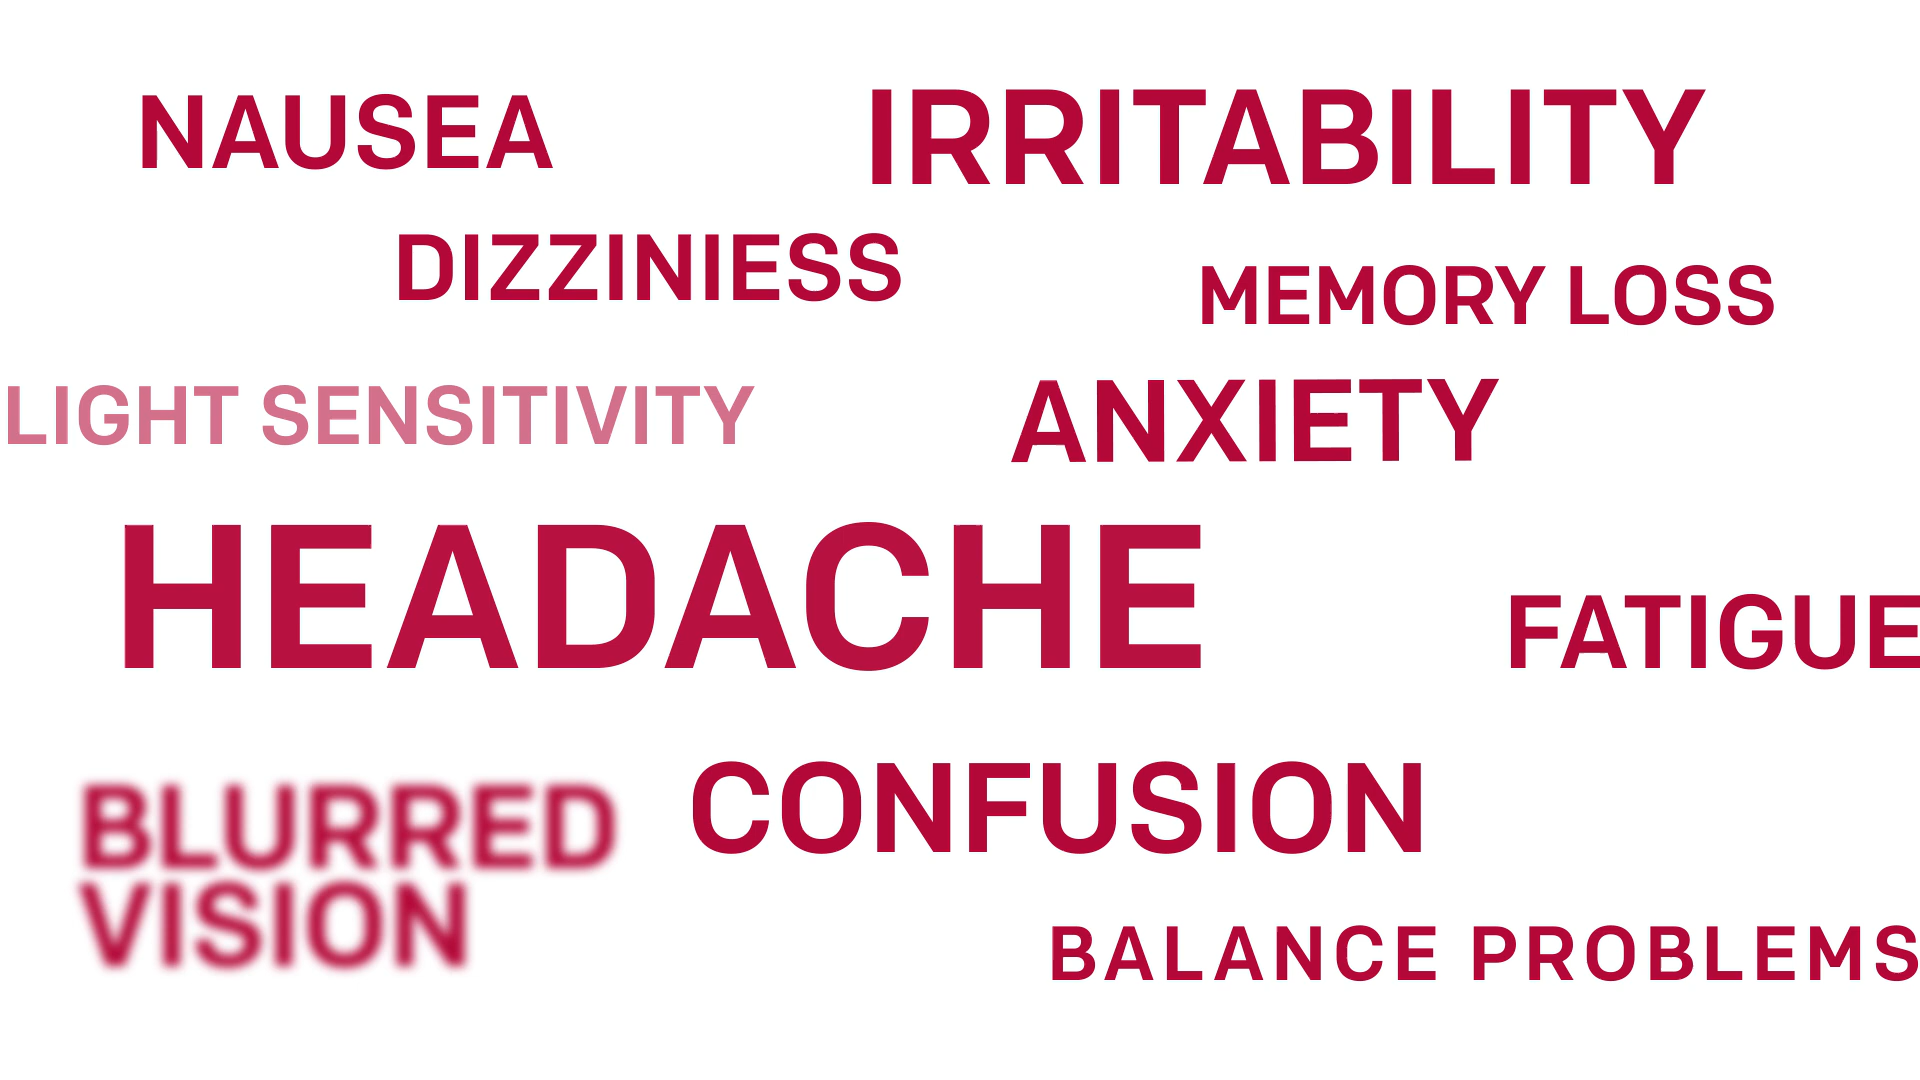 NAUSEA
IRRITABILITY
DIZZINIESS
MEMORY LOSS
LIGHT SENSITIVITY
ANXIETY
HEADACHE
FATIGUE
BLURRED
VISION
CONFUSION
BALANCE PROBLEMS